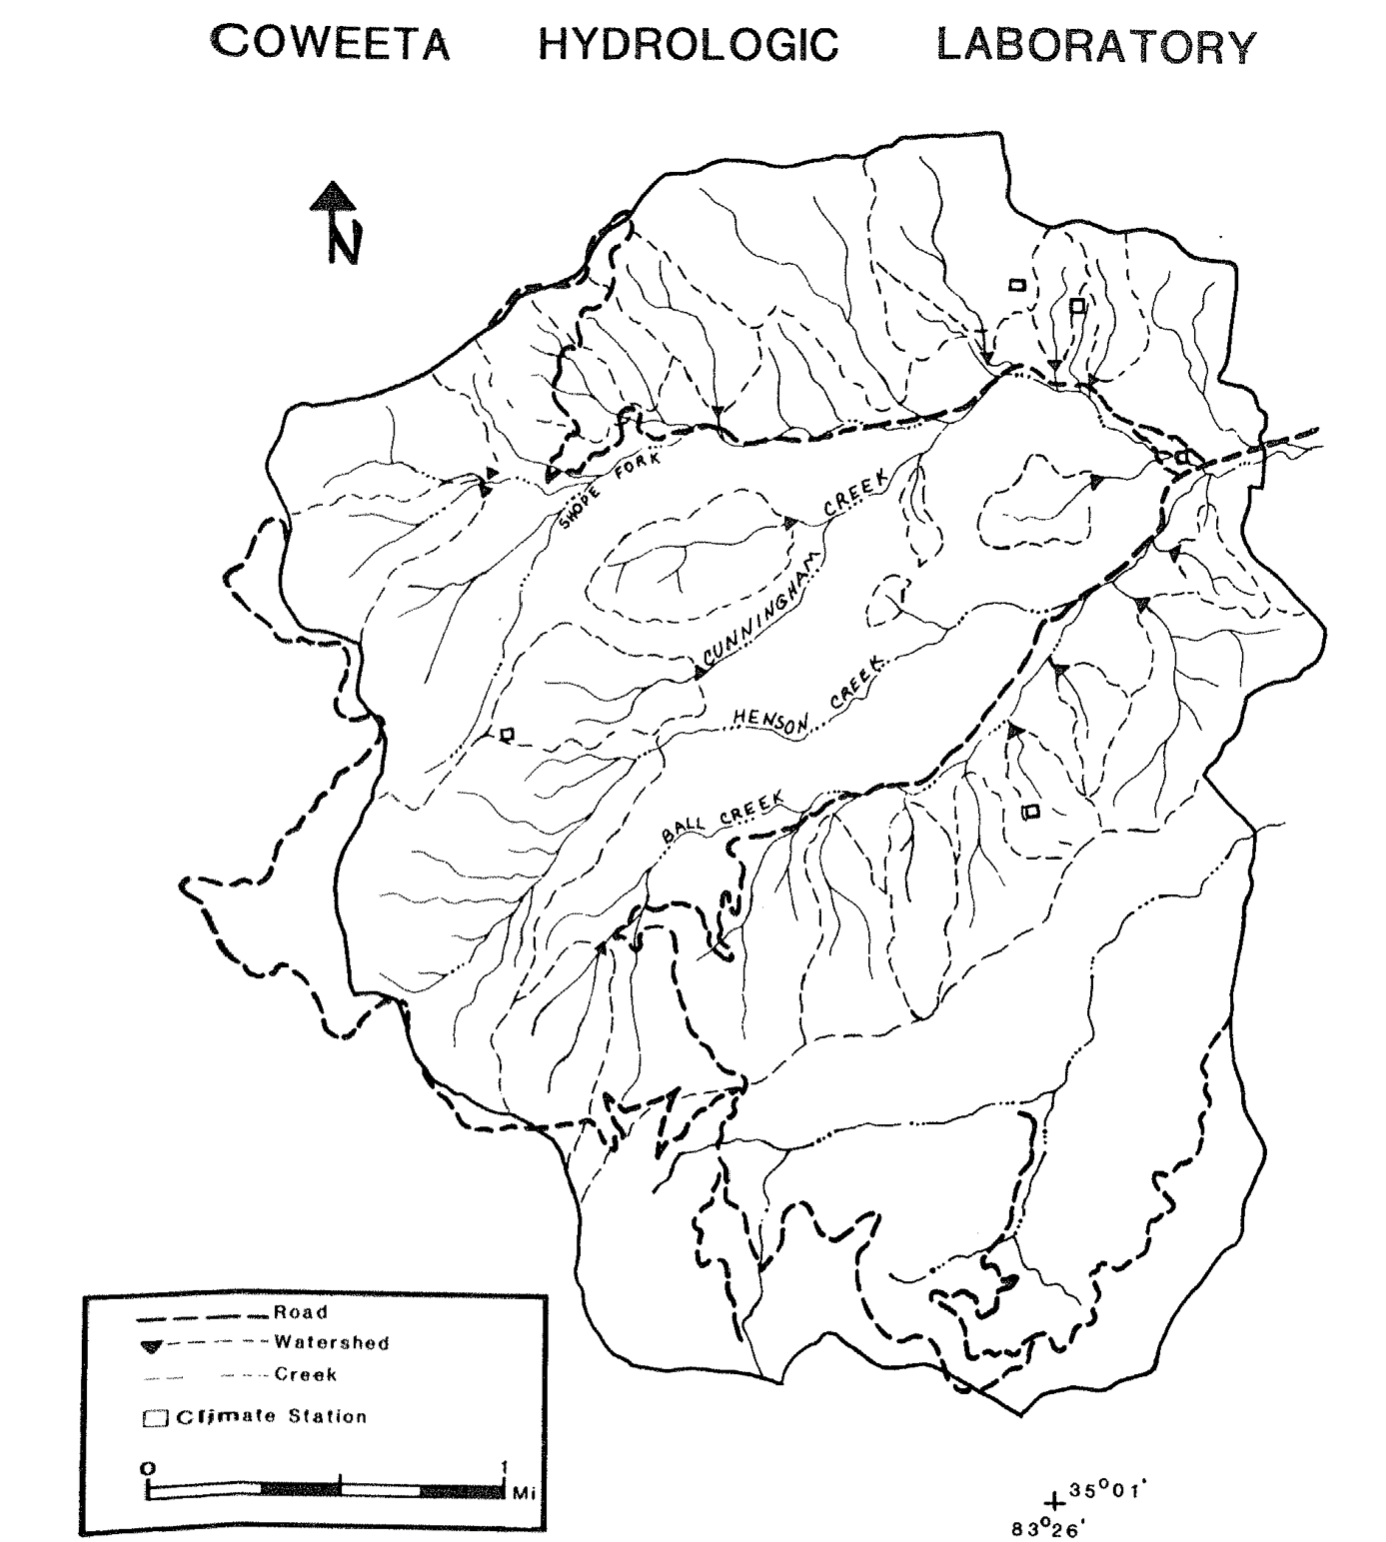 COWEETA HYDROLOGIC LABORATORY
N
SHOPE FORK
CREEK
CUNNINGHAM
HENSON CREEK
BALL CREEK
Road
Watershed
Creek
Climate Station
0 1
Mi
35°01'
83°26'